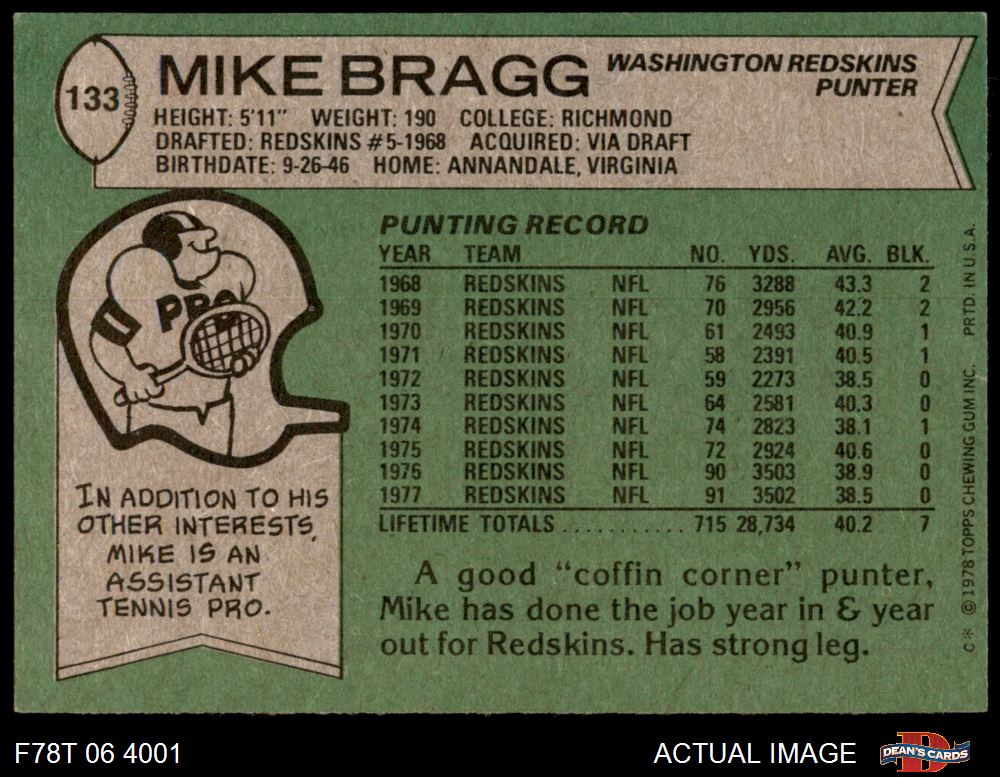 133
MIKE BRAGG
WASHINGTON REDSKINS
PUNTER
HEIGHT: 5'11" WEIGHT: 190 COLLEGE: RICHMOND
DRAFTED: REDSKINS #5-1968 ACQUIRED: VIA DRAFT
BIRTHDATE: 9-26-46 HOME: ANNANDALE, VIRGINIA
PRO
IN ADDITION TO HIS
OTHER INTERESTS,
MIKE IS AN
ASSISTANT
TENNIS PRO.
PUNTING RECORD
YEAR TEAM NO. YDS. AVG. BLK.
1968 REDSKINS NFL 76 3288 43.3 2
1969 REDSKINS NFL 70 2956 42.2 2
1970 REDSKINS NFL 61 2493 40.9 1
1971 REDSKINS NFL 58 2391 40.5 1
1972 REDSKINS NFL 59 2273 38.5 0
1973 REDSKINS NFL 64 2581 40.3 0
1974 REDSKINS NFL 74 2823 38.1 1
1975 REDSKINS NFL 72 2924 40.6 0
1976 REDSKINS NFL 90 3503 38.9 0
1977 REDSKINS NFL 91 3502 38.5 0
LIFETIME TOTALS ............ 715 28,734 40.2 7
A good "coffin corner" punter,
Mike has done the job year in & year
out for Redskins. Has strong leg.
C* © 1978 TOPPS CHEWING GUM INC. PRTD. IN U.S.A.
F78T 06 4001
ACTUAL IMAGE
D
DEAN'S CARDS